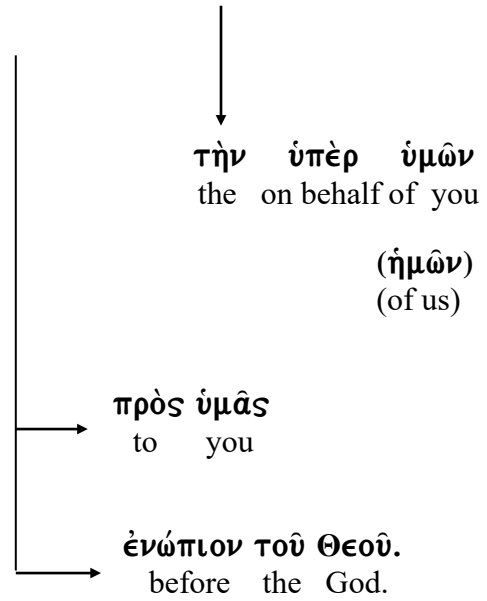 τὴν ὑπὲρ ὑμῶν
the on behalf of you
(ἡμῶν)
(of us)
πρὸς ὑμᾶς
to you
ἐνώπιον τοῦ Θεοῦ.
before the God.